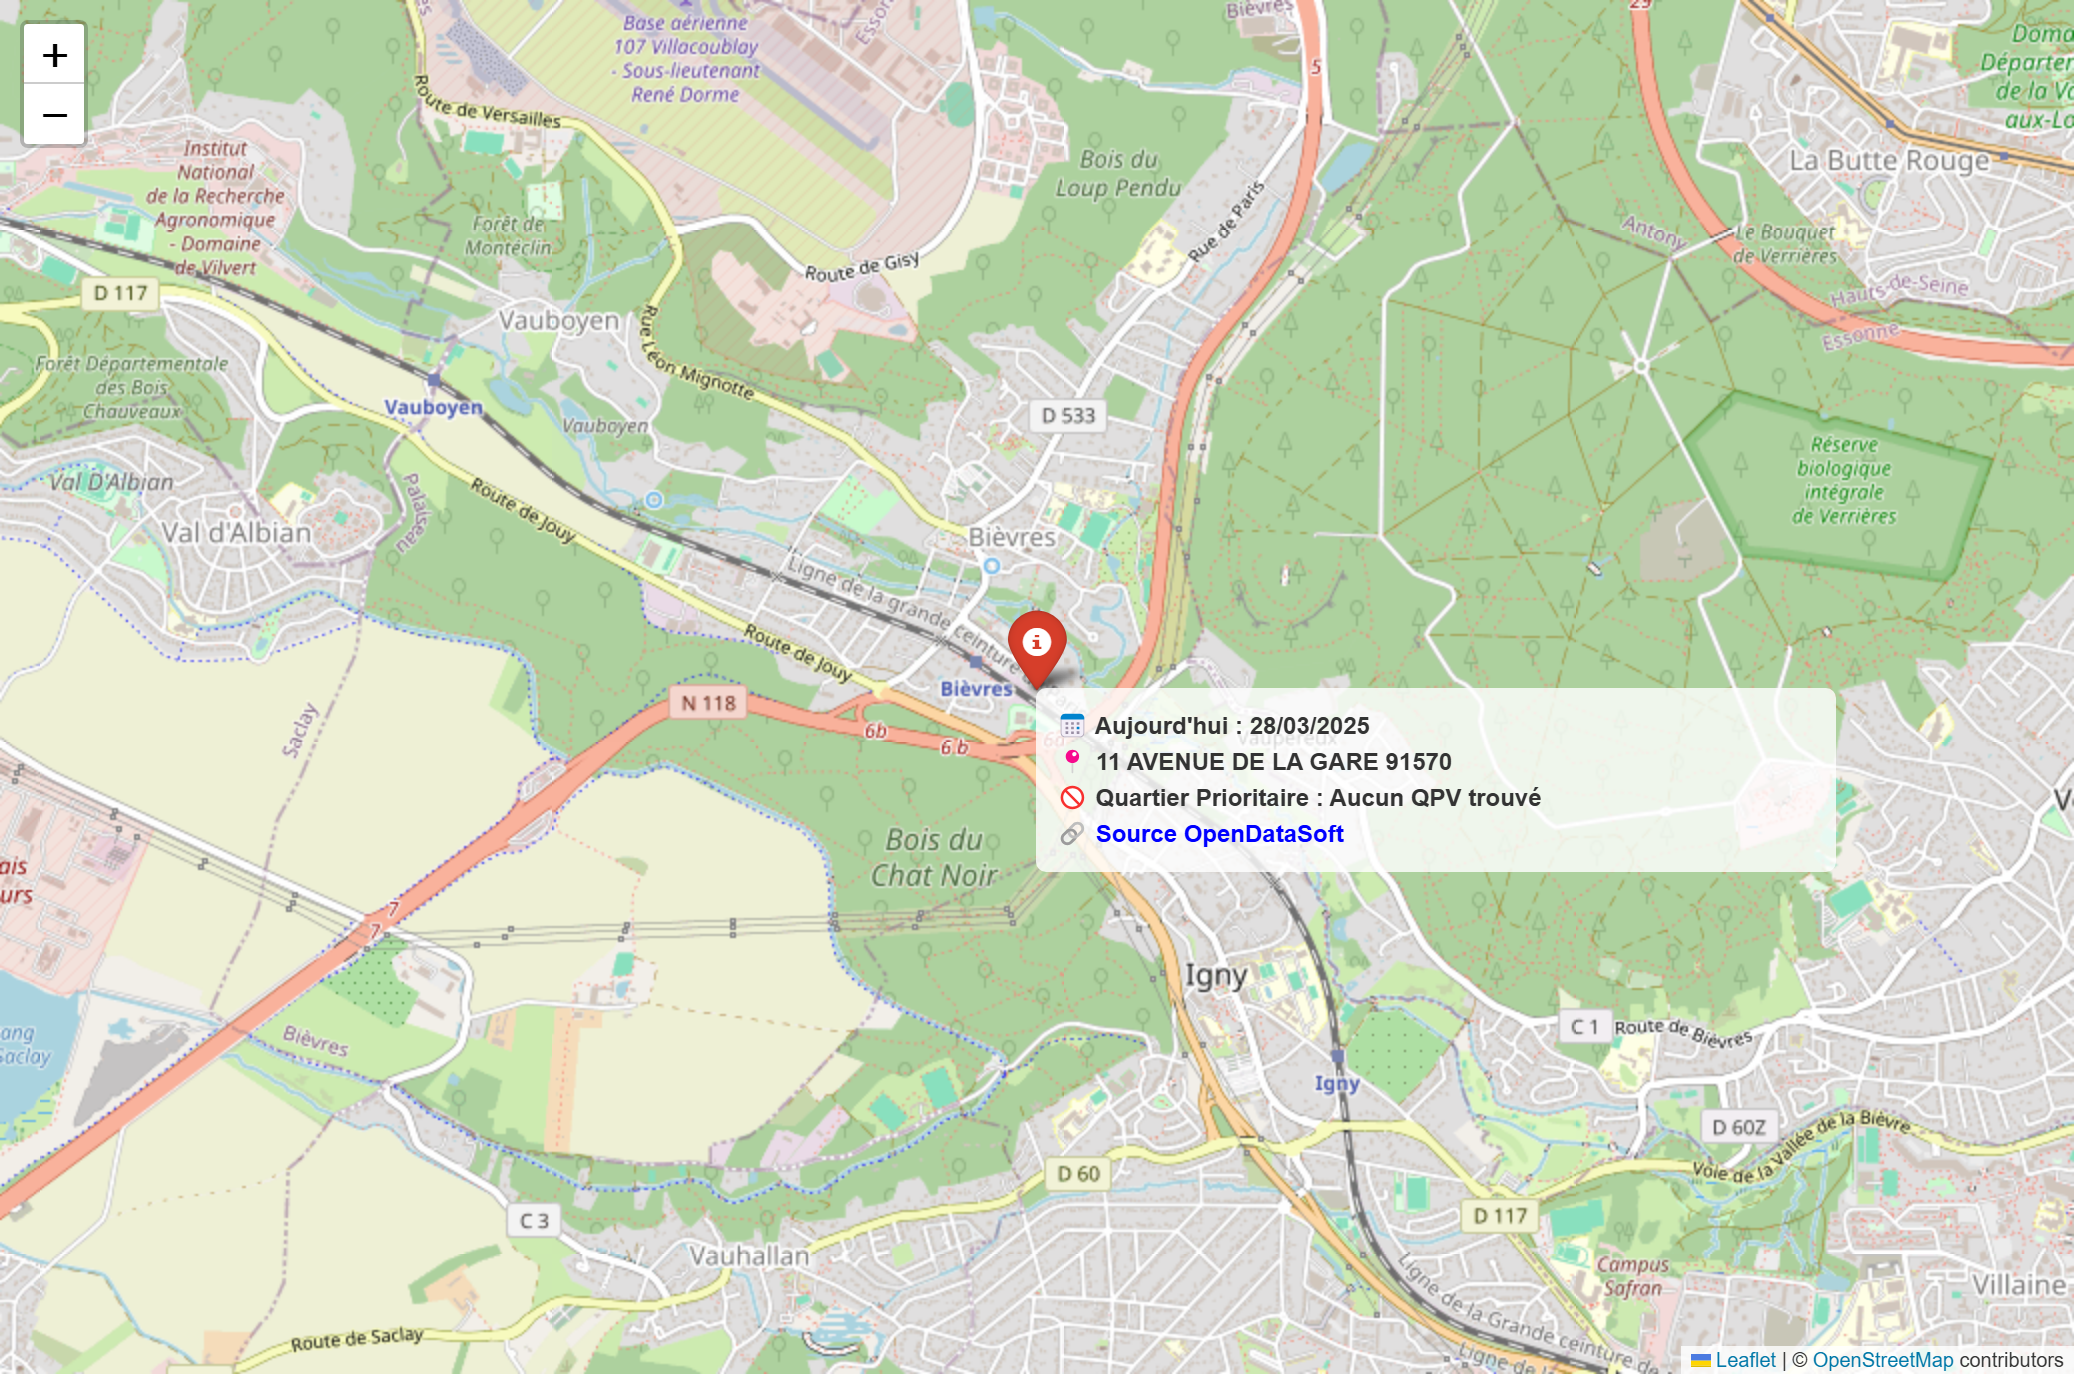 +
−
Base aérienne
107 Villacoublay
- Sous-lieutenant
René Dorme
Bièvres
5
Route de Versailles
Institut
National
de la Recherche
Agronomique
- Domaine
de Vilvert
Forêt de
Montéclin
Bois du
Loup Pendu
Rue de Paris
La Butte Rouge
Antony
Le Bouquet
de Verrières
Hauts-de-Seine
Essonne
Route de Gisy
D 117
Vauboyen
Rue Léon Mignotte
Forêt Départementale
des Bois
Chauveaux
Vauboyen
Vauboyen
D 533
Réserve
biologique
intégrale
de Verrières
Val D'Albian
Val d'Albian
Palaiseau
Route de Jouy
Bièvres
Ligne de la grande ceinture
Route de Jouy
Bièvres
N 118
6b
6 b
Saclay
Aujourd'hui : 28/03/2025
11 AVENUE DE LA GARE 91570
Quartier Prioritaire : Aucun QPV trouvé
Source OpenDataSoft
Bois du
Chat Noir
7
7
Igny
Bièvres
C 1
Route de Bièvres
Igny
D 60Z
Voie de la Vallée de la Bièvre
D 60
D 117
C 3
Vauhallan
Campus
Safran
Villaine
Ligne de la Grande ceinture de
Route de Saclay
Ligne de
Leaflet | © OpenStreetMap contributors